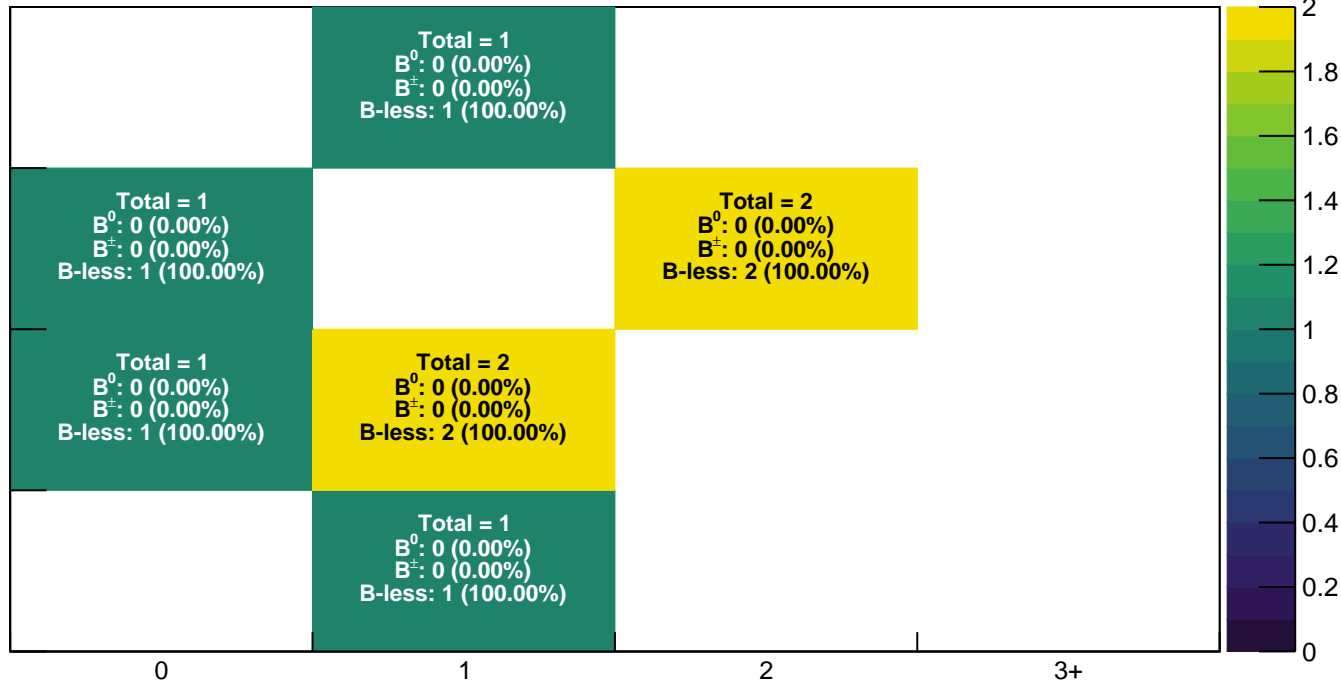 Total = 1
B⁰: 0 (0.00%)
B±: 0 (0.00%)
B-less: 1 (100.00%)
Total = 1
B⁰: 0 (0.00%)
B±: 0 (0.00%)
B-less: 1 (100.00%)
Total = 2
B⁰: 0 (0.00%)
B±: 0 (0.00%)
B-less: 2 (100.00%)
Total = 1
B⁰: 0 (0.00%)
B±: 0 (0.00%)
B-less: 1 (100.00%)
Total = 2
B⁰: 0 (0.00%)
B±: 0 (0.00%)
B-less: 2 (100.00%)
Total = 1
B⁰: 0 (0.00%)
B±: 0 (0.00%)
B-less: 1 (100.00%)
0 1 2 3+
2
1.8
1.6
1.4
1.2
1
0.8
0.6
0.4
0.2
0